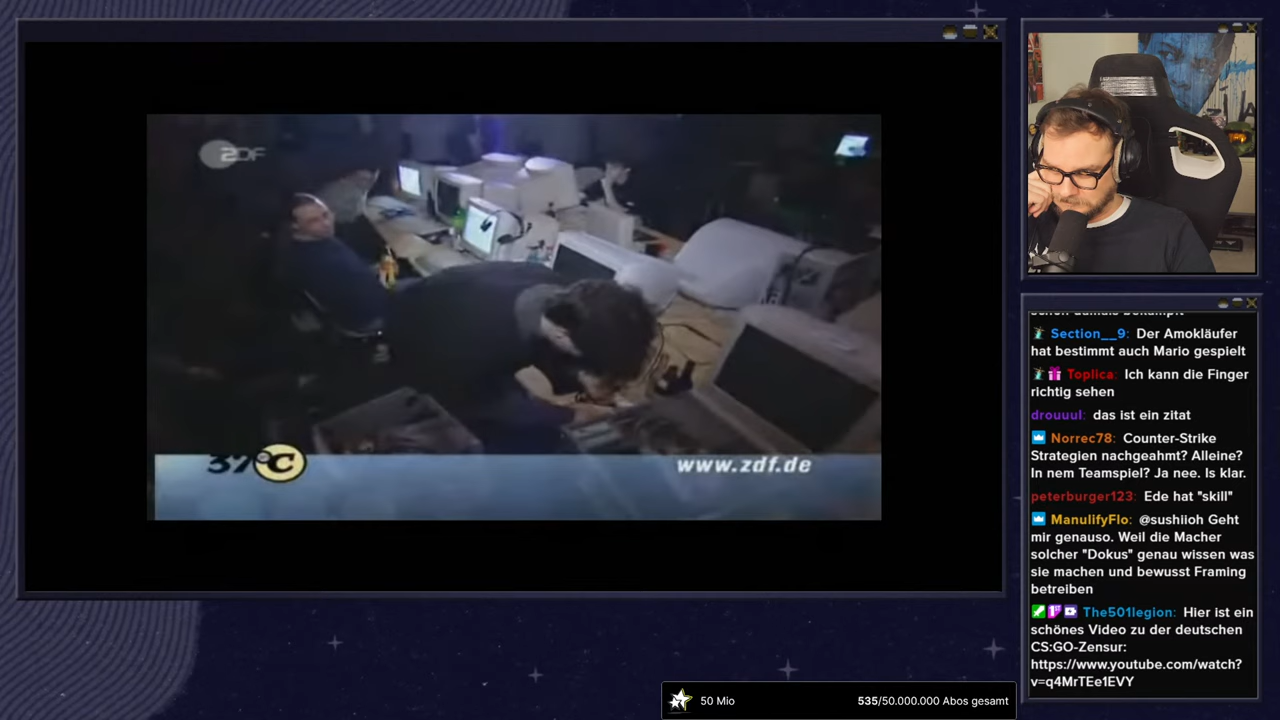 ZDF
37°C
www.zdf.de
schon damals bekämpft
Section__9: Der Amokläufer
hat bestimmt auch Mario gespielt
Toplica: Ich kann die Finger
richtig sehen
drouuul: das ist ein zitat
Norrec78: Counter-Strike
Strategien nachgeahmt? Alleine?
In nem Teamspiel? Ja nee. Is klar.
peterburger123: Ede hat "skill"
ManulifyFlo: @sushiioh Geht
mir genauso. Weil die Macher
solcher "Dokus" genau wissen was
sie machen und bewusst Framing
betreiben
The501legion: Hier ist ein
schönes Video zu der deutschen
CS:GO-Zensur:
https://www.youtube.com/watch?
v=q4MrTEe1EVY
50 Mio 535/50.000.000 Abos gesamt